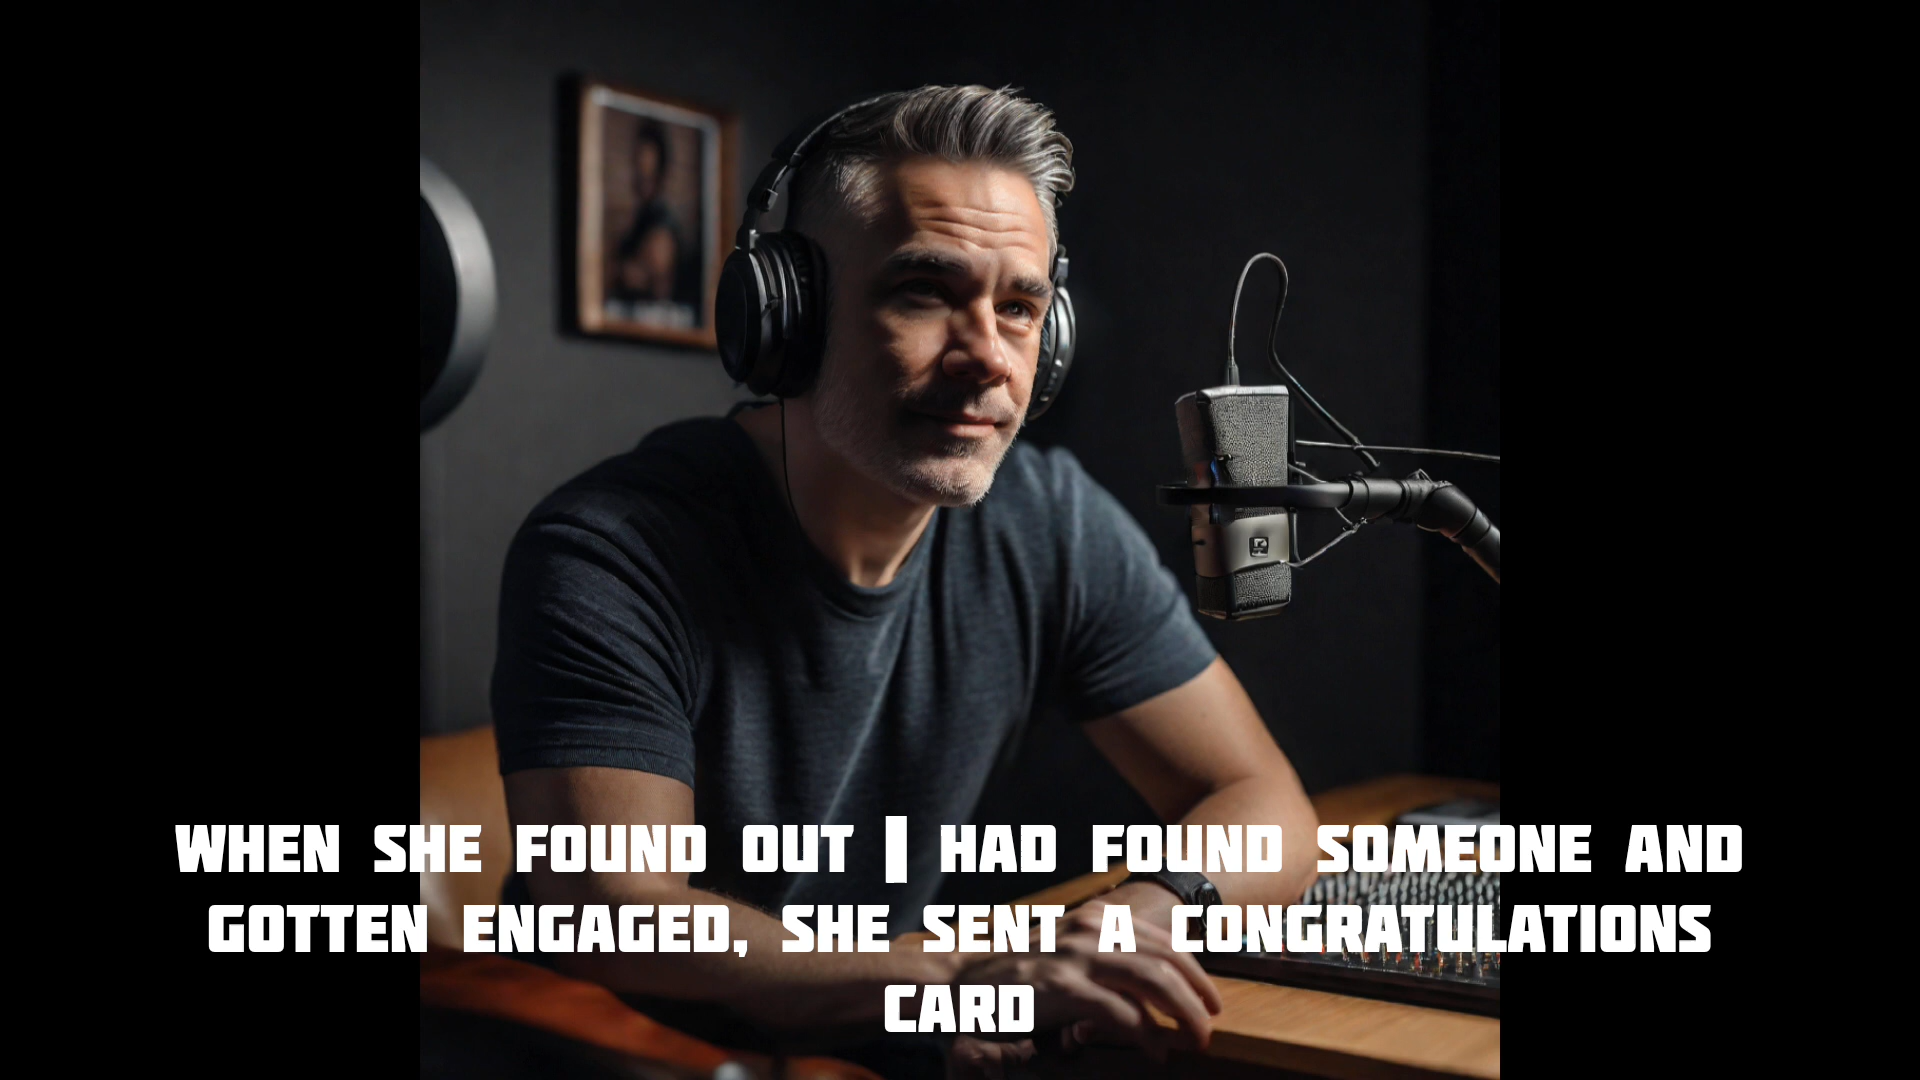 WHEN SHE FOUND OUT I HAD FOUND SOMEONE AND
GOTTEN ENGAGED, SHE SENT A CONGRATULATIONS
CARD